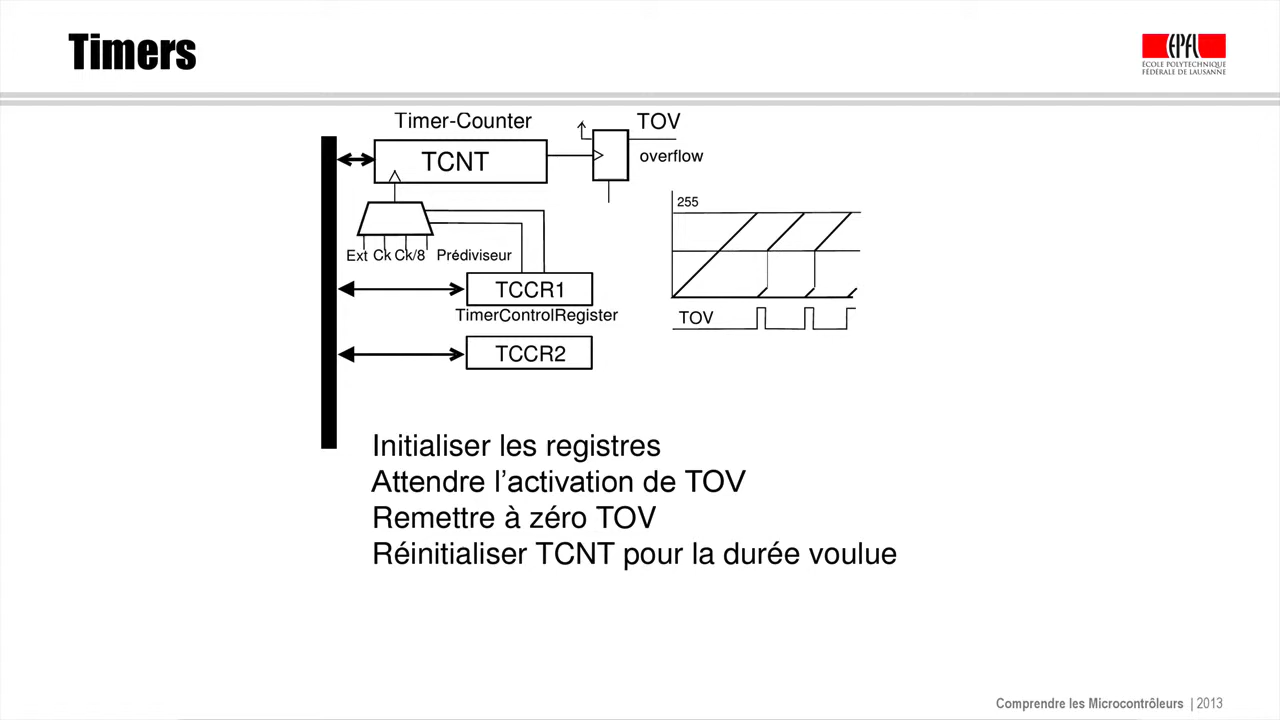 Timers
EPFL
ÉCOLE POLYTECHNIQUE
FÉDÉRALE DE LAUSANNE
Timer-Counter
TOV
TCNT
overflow
255
Ext Ck Ck/8 Prédiviseur
TCCR1
TimerControlRegister
TOV
TCCR2
Initialiser les registres
Attendre l'activation de TOV
Remettre à zéro TOV
Réinitialiser TCNT pour la durée voulue
Comprendre les Microcontrôleurs | 2013